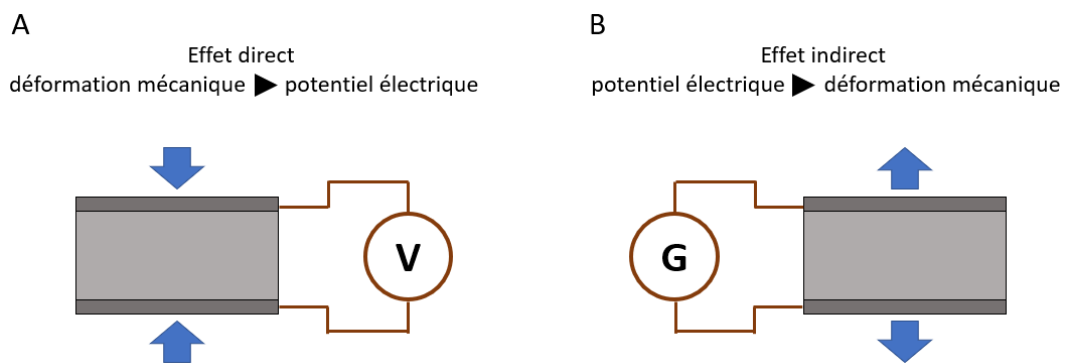 A
Effet direct
déformation mécanique ► potentiel électrique
V
B
Effet indirect
potentiel électrique ► déformation mécanique
G